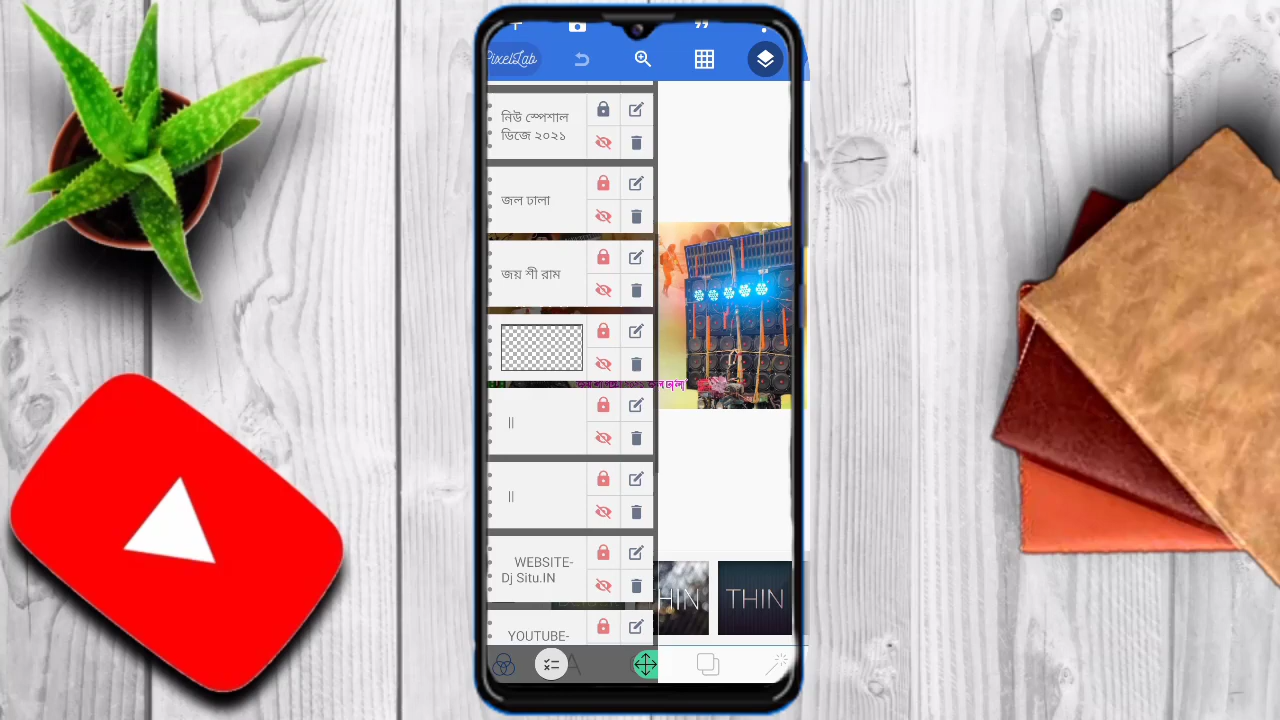 PixelLab
নিউ স্পেশাল
ডিজে ২০২১
জল ঢালা
জয় শী রাম
||
||
WEBSITE-
Dj Situ.IN
YOUTUBE-
HIN
THIN